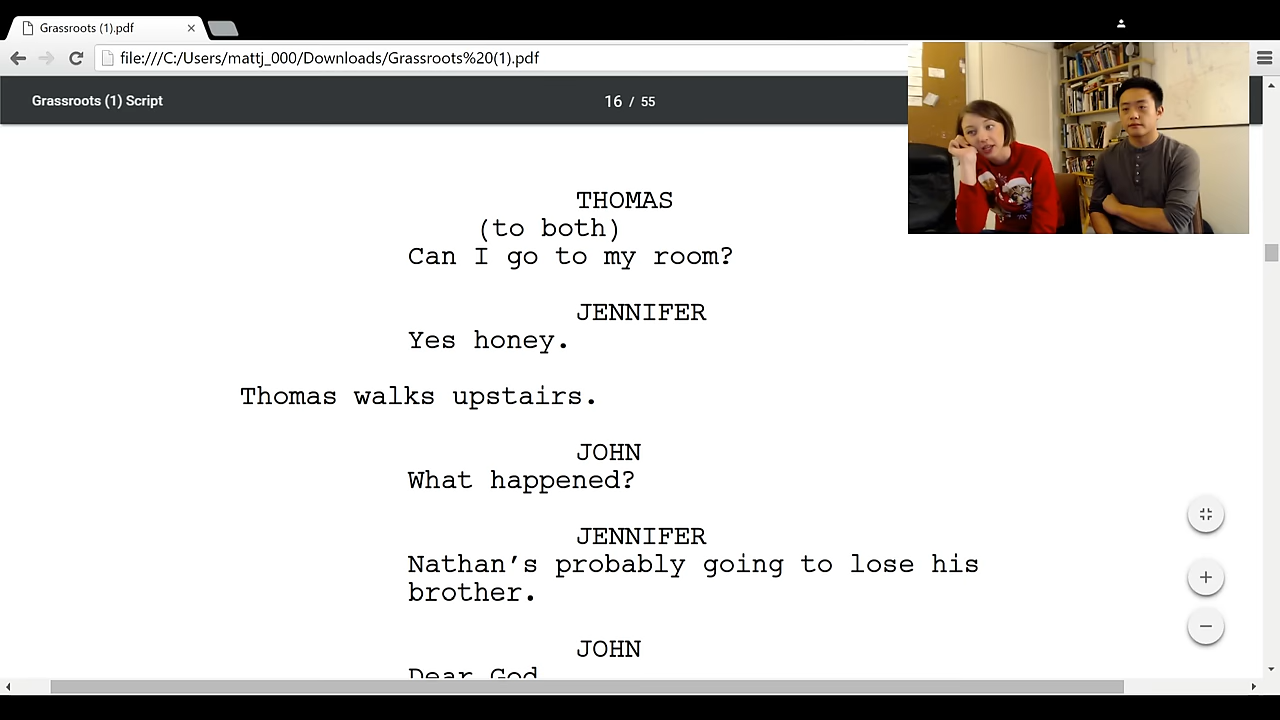 Grassroots (1).pdf
file:///C:/Users/mattj_000/Downloads/Grassroots%20(1).pdf
Grassroots (1) Script
16 / 55
THOMAS
(to both)
Can I go to my room?
JENNIFER
Yes honey.
Thomas walks upstairs.
JOHN
What happened?
JENNIFER
Nathan's probably going to lose his
brother.
JOHN
Dear God